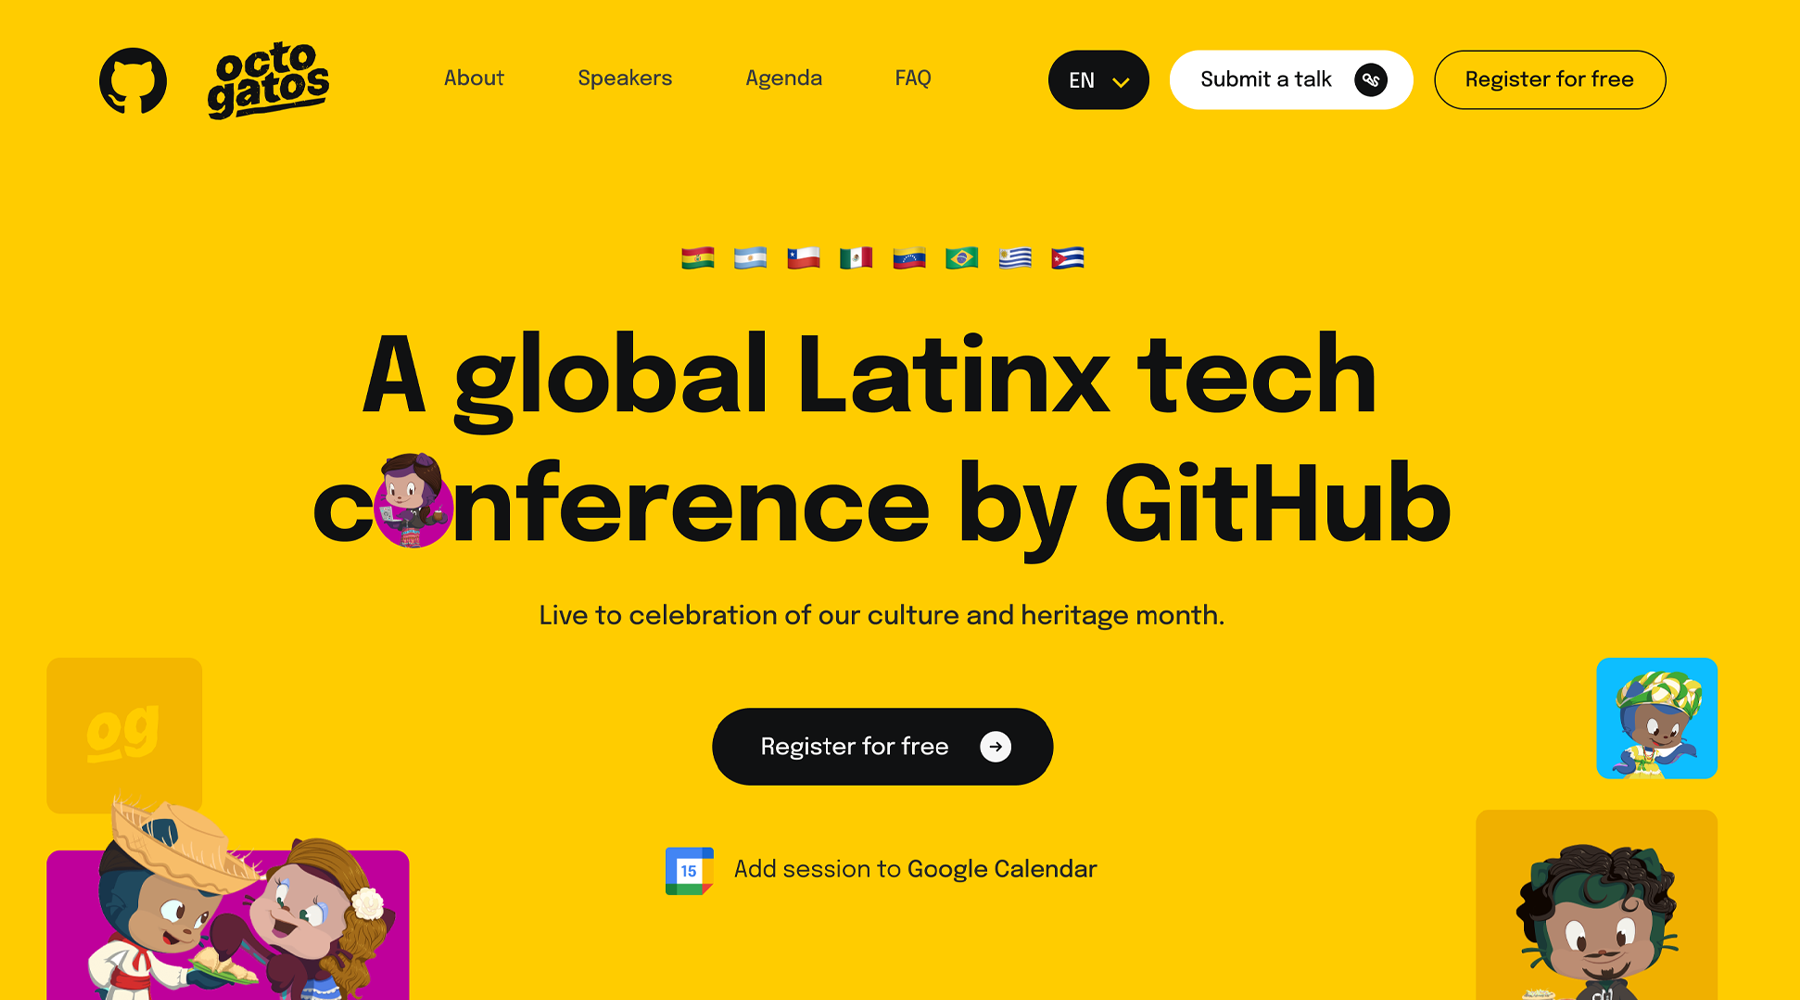 octo
gatos
About
Speakers
Agenda
FAQ
EN
Submit a talk
Register for free
A global Latinx tech
conference by GitHub
Live to celebration of our culture and heritage month.
og
Register for free
15
Add session to Google Calendar